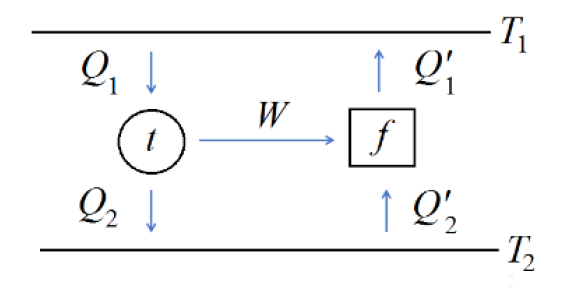 T₁
Q₁
Q′₁
t
W
f
Q₂
Q′₂
T₂